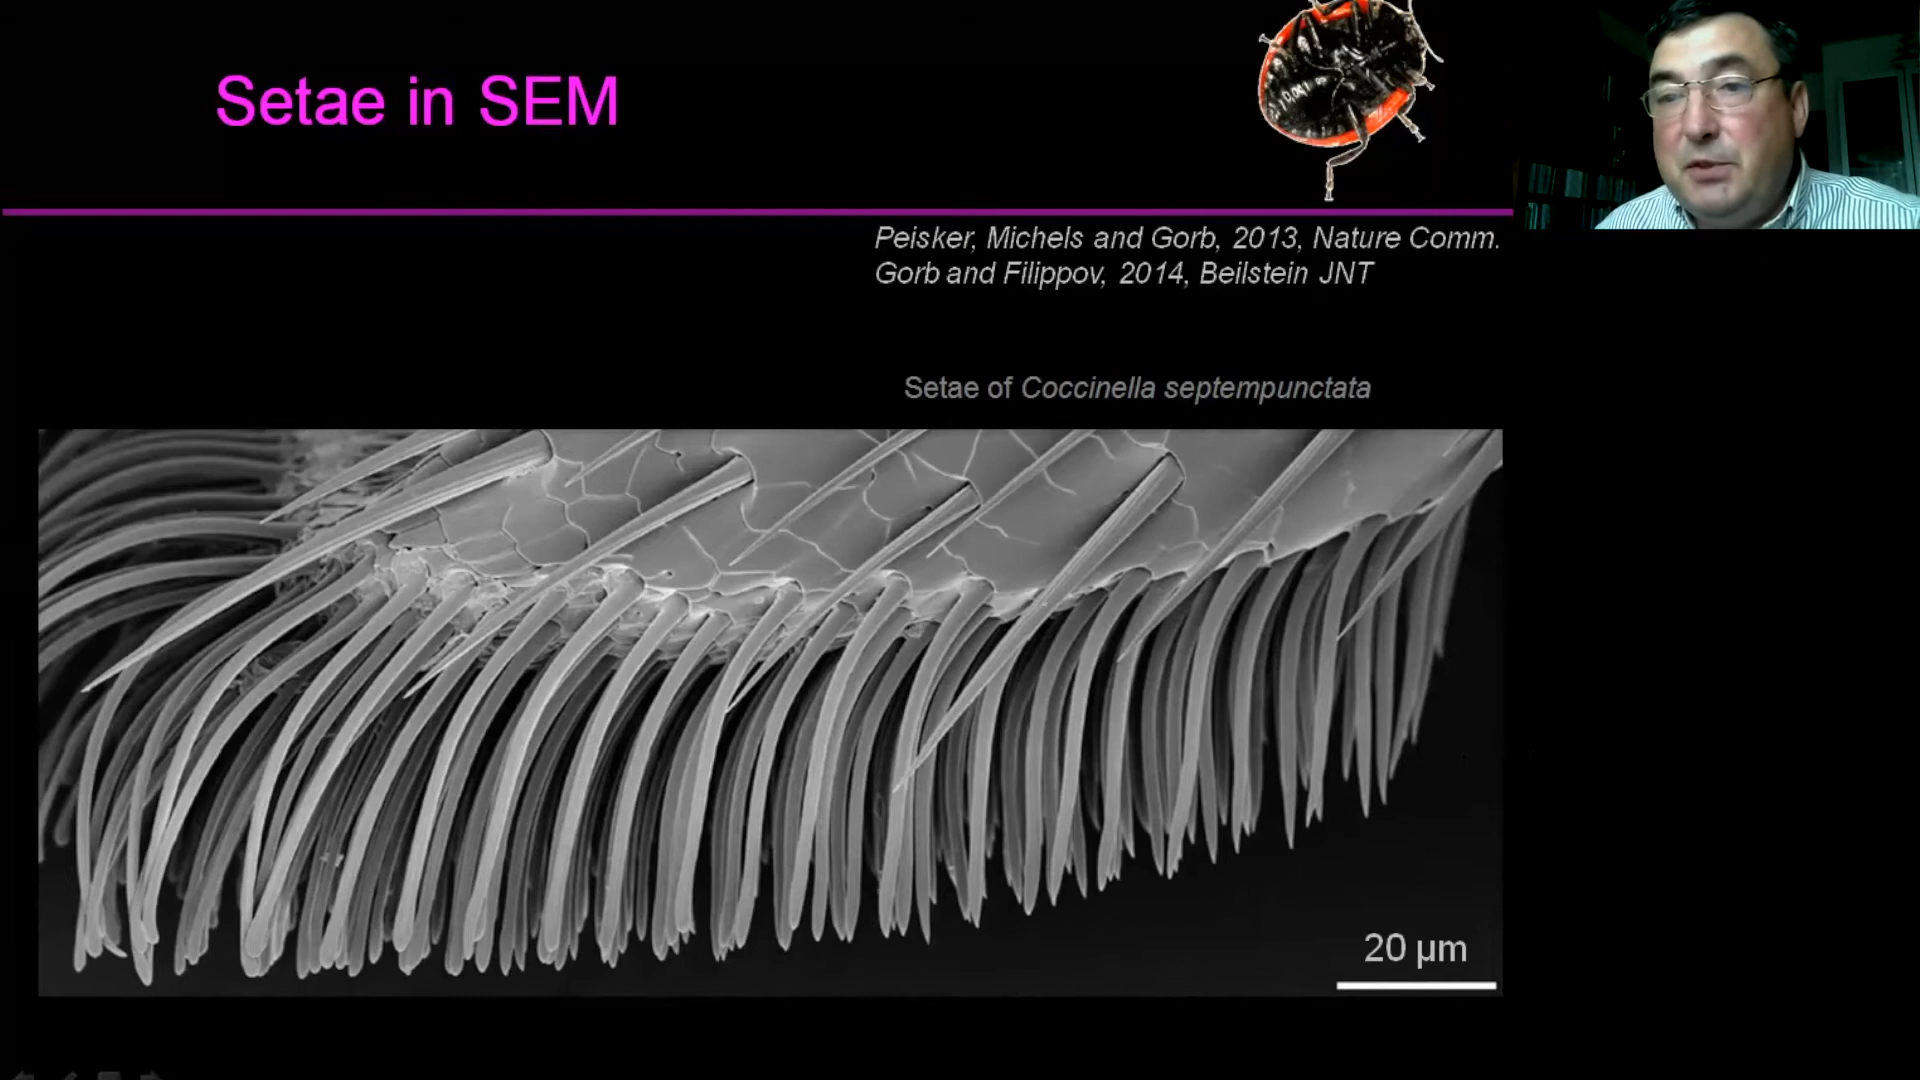 Setae in SEM
Peisker, Michels and Gorb, 2013, Nature Comm.
Gorb and Filippov, 2014, Beilstein JNT
Setae of Coccinella septempunctata
20 µm